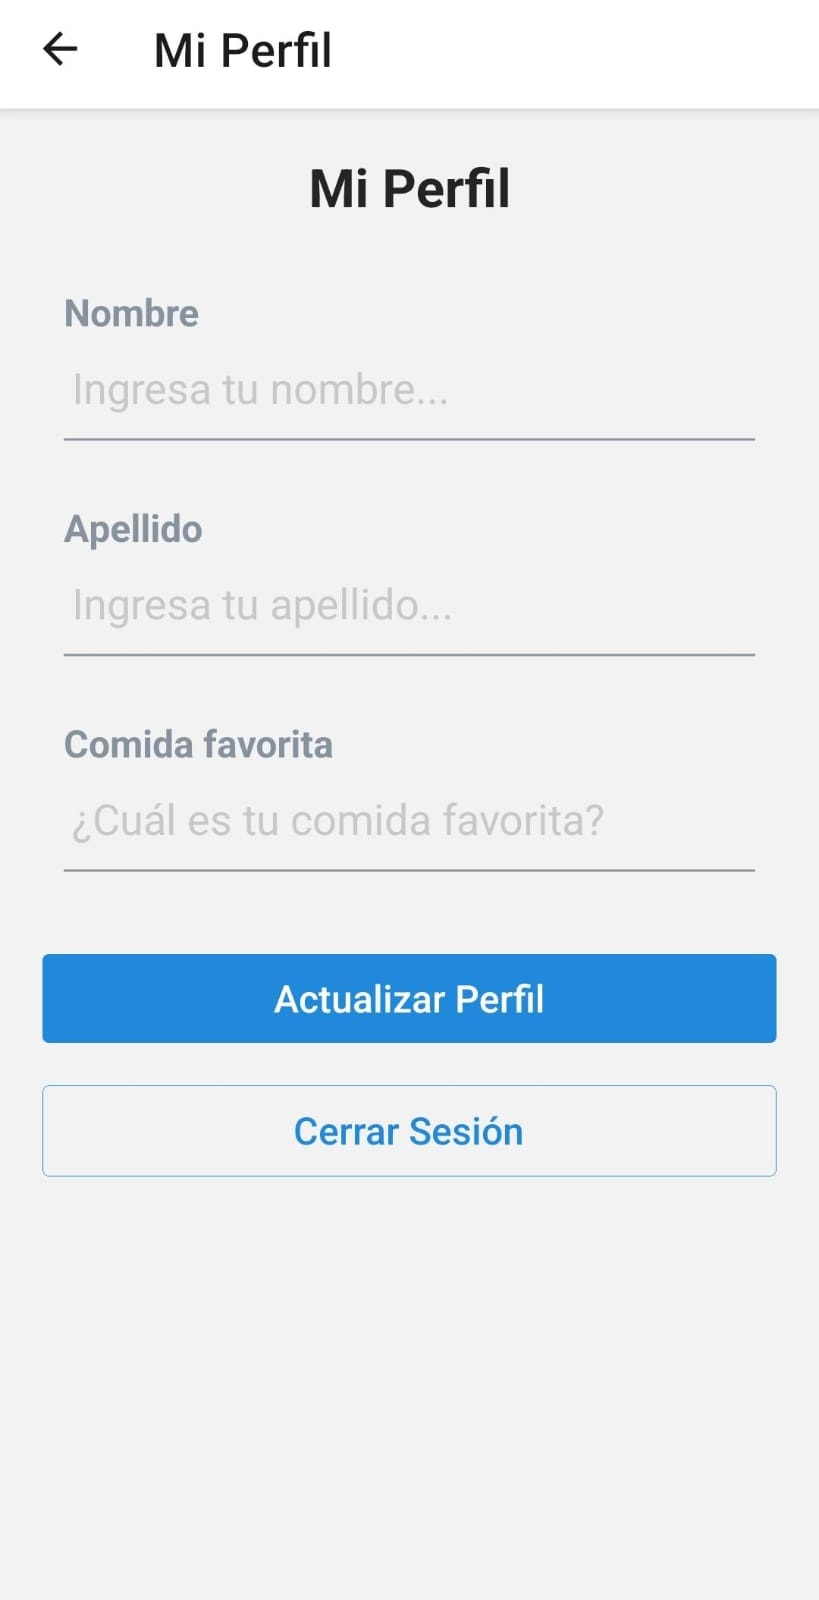 Mi Perfil
Mi Perfil
Nombre
Ingresa tu nombre...
Apellido
Ingresa tu apellido...
Comida favorita
¿Cuál es tu comida favorita?
Actualizar Perfil
Cerrar Sesión